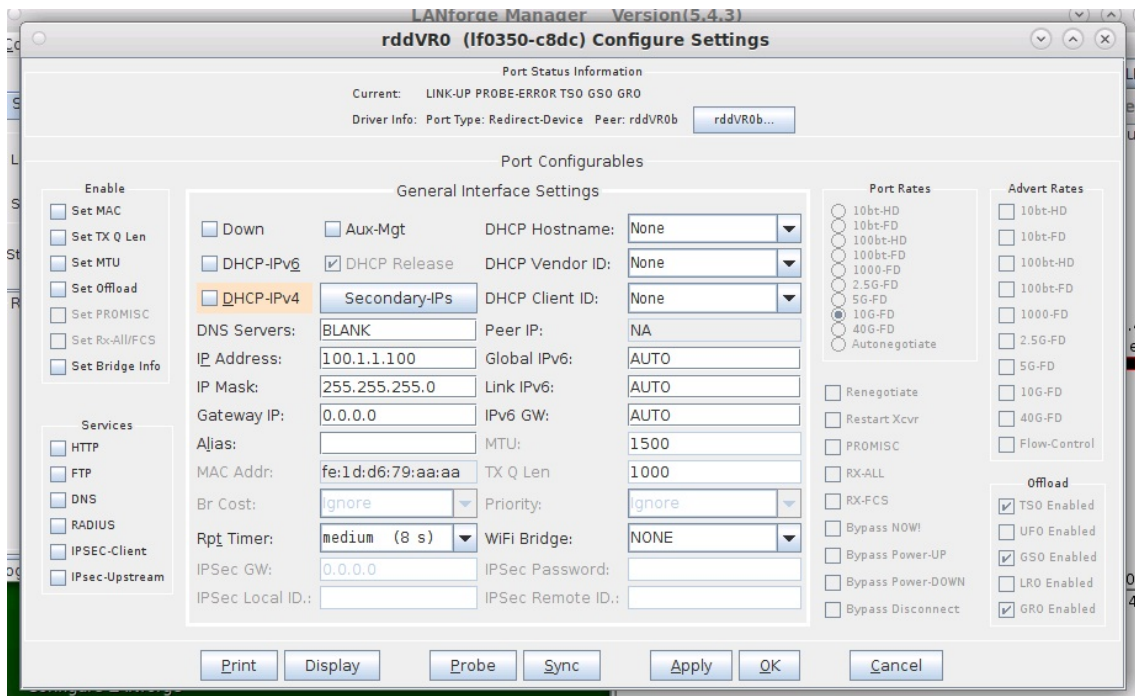 LANforge Manager Version(5.4.3)
rddVR0 (lf0350-c8dc) Configure Settings
Port Status Information
Current: LINK-UP PROBE-ERROR TSO GSO GRO
Driver Info: Port Type: Redirect-Device Peer: rddVR0b rddVR0b...
Port Configurables
Enable
Set MAC
Set TX Q Len
Set MTU
Set Offload
Set PROMISC
Set Rx-All/FCS
Set Bridge Info
Services
HTTP
FTP
DNS
RADIUS
IPSEC-Client
IPsec-Upstream
General Interface Settings
Down Aux-Mgt DHCP Hostname: None
DHCP-IPv6 DHCP Release DHCP Vendor ID: None
DHCP-IPv4 Secondary-IPs DHCP Client ID: None
DNS Servers: BLANK Peer IP: NA
IP Address: 100.1.1.100 Global IPv6: AUTO
IP Mask: 255.255.255.0 Link IPv6: AUTO
Gateway IP: 0.0.0.0 IPv6 GW: AUTO
Alias: MTU: 1500
MAC Addr: fe:1d:d6:79:aa:aa TX Q Len 1000
Br Cost: Ignore Priority: Ignore
Rpt Timer: medium (8 s) WiFi Bridge: NONE
IPSec GW: 0.0.0.0 IPSec Password:
IPSec Local ID.: IPSec Remote ID.:
Port Rates
10bt-HD
10bt-FD
100bt-HD
100bt-FD
1000-FD
2.5G-FD
5G-FD
10G-FD
40G-FD
Autonegotiate
Renegotiate
Restart Xcvr
PROMISC
RX-ALL
RX-FCS
Bypass NOW!
Bypass Power-UP
Bypass Power-DOWN
Bypass Disconnect
Advert Rates
10bt-HD
10bt-FD
100bt-HD
100bt-FD
1000-FD
2.5G-FD
5G-FD
10G-FD
40G-FD
Flow-Control
Offload
TSO Enabled
UFO Enabled
GSO Enabled
LRO Enabled
GRO Enabled
Print Display Probe Sync Apply OK Cancel